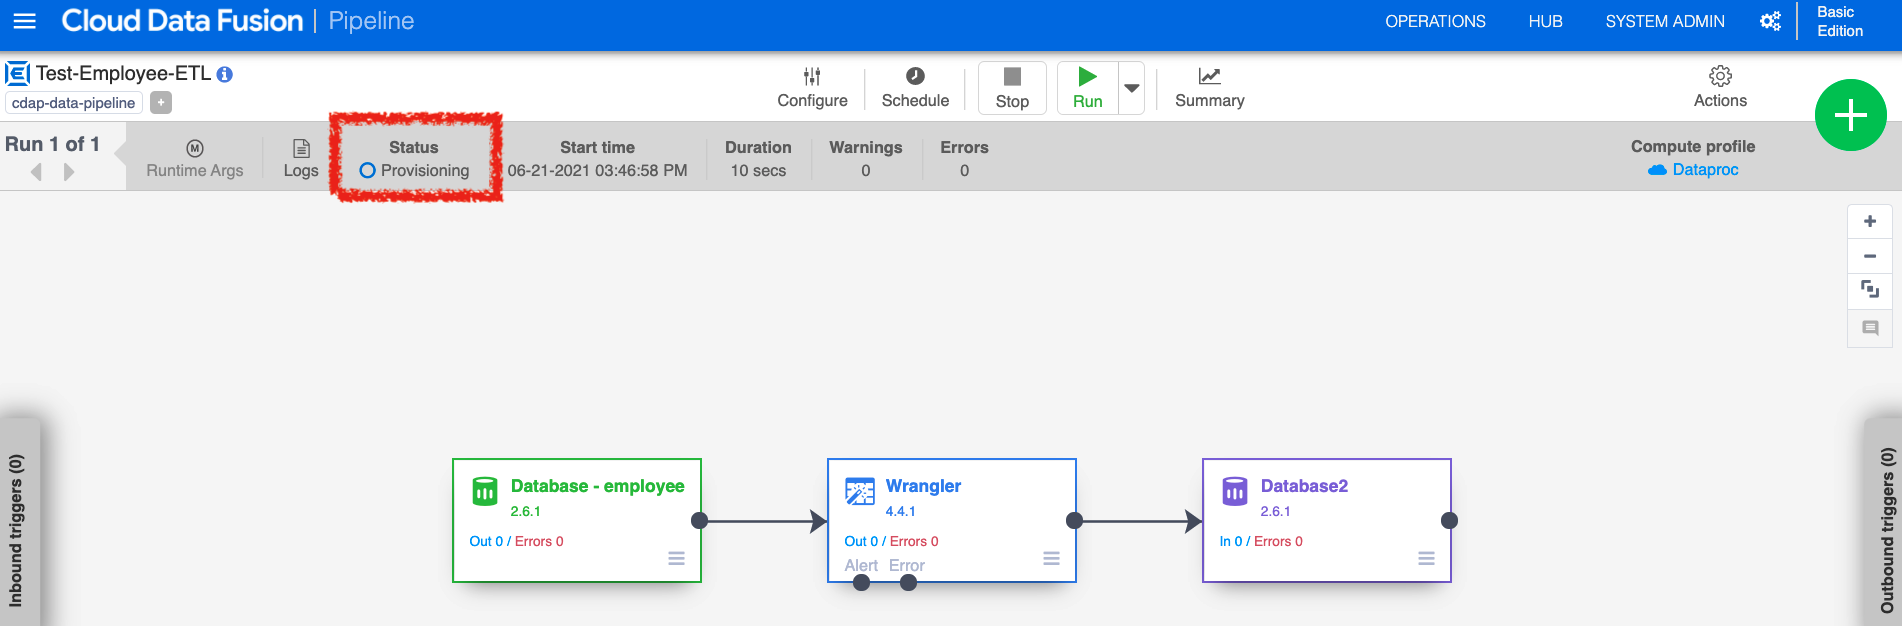 Cloud Data Fusion | Pipeline
OPERATIONS
HUB
SYSTEM ADMIN
Basic
Edition
Test-Employee-ETL
cdap-data-pipeline
+
Configure
Schedule
Stop
Run
Summary
Actions
Run 1 of 1
M
Runtime Args
Logs
Status
Provisioning
Start time
06-21-2021 03:46:58 PM
Duration
10 secs
Warnings
0
Errors
0
Compute profile
Dataproc
Inbound triggers (0)
Database - employee
2.6.1
Out 0 / Errors 0
Wrangler
4.4.1
Out 0 / Errors 0
Alert Error
Database2
2.6.1
In 0 / Errors 0
Outbound triggers (0)